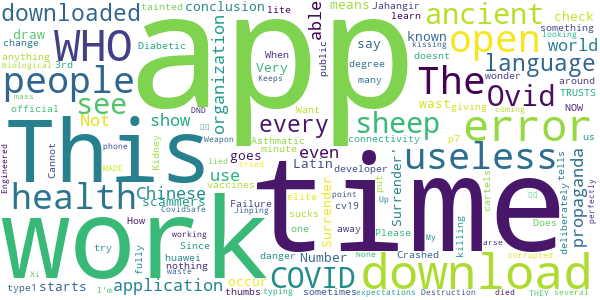 downloaded
tainted
Diabetic
lite
conclusion
means
Jahangir
learn
ancient
check
WHO
app
able
draw
3rd
known
something
change
anything
biological
When
public
say
degree
open
looking
world
people
Very
kissing
official
mass
Keeps
many
doesnt
language
organization
The
Ovid
wonder
around
TRUSTS
NOW
see
DND
Want
Not
show
every
sheep
wast
giving
coming
error
us
This
Weapon
Asthmatic
minute
connectivity
p7
Engineered
phone
Kidney
even
Cannot
MADE
lied
goes
Latin
developer
useless
health
Chinese
use
time
Surrender
point
put
cartels
tells
deliberately
propaganda
perfectly
scammers
vaccines
tried
elite
cv19
Up
Surrender'
killing
work
How
CovidSafe
Failure
Jinping
sucks
one
away
Please
My
arse
Does
try
fully
Since
working
COVID
Number
Crashed
None
download
huawei
nothing
danger
occur
corrupted
type1
starts
Xi
waste
application
I'm
thumbs
typing
sometimes
expectations
Destruction
died
THEY
several